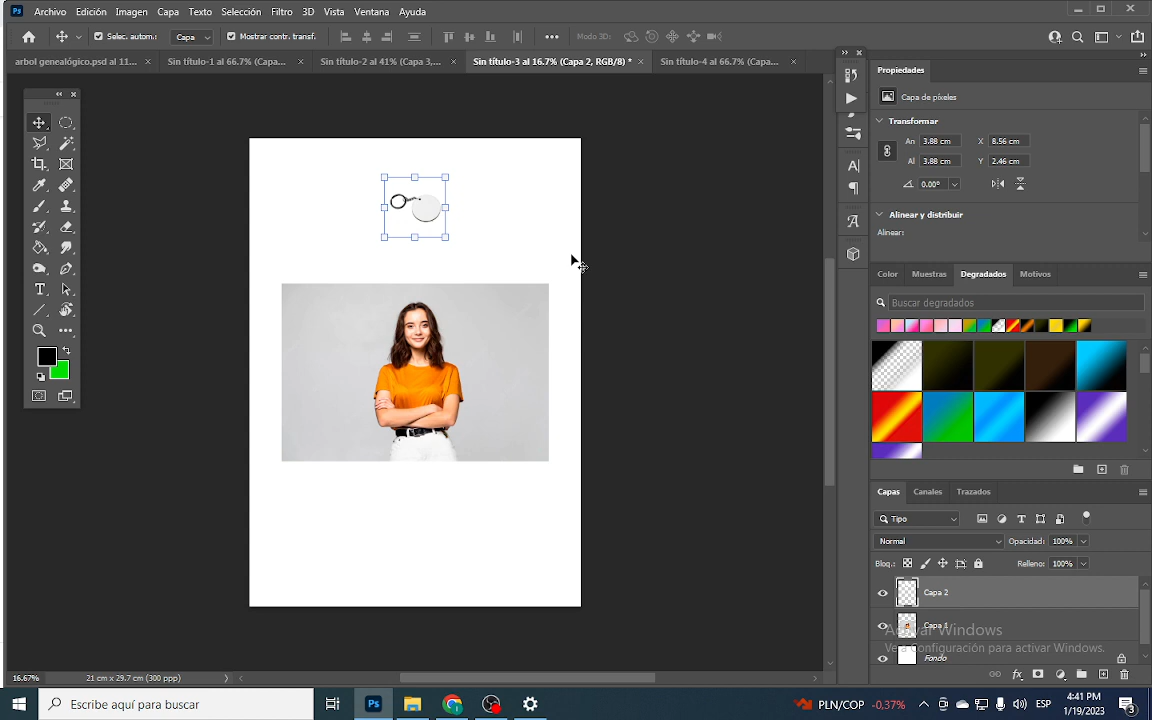 Ps Archivo Edición Imagen Capa Texto Selección Filtro 3D Vista Ventana Ayuda
Selec. autom.: Capa Mostrar contr. transf. Modo 3D:
arbol genealógico.psd al 11... Sin título-1 al 66.7% (Capa... Sin título-2 al 41% (Capa 3,... Sin título-3 al 16.7% (Capa 2, RGB/8) * Sin título-4 al 66.7% (Capa...
Propiedades
Capa de píxeles
Transformar
An 3.88 cm X 8.56 cm
Al 3.88 cm Y 2.46 cm
0.00°
Alinear y distribuir
Alinear:
Color Muestras Degradados Motivos
Buscar degradados
Capas Canales Trazados
Tipo
Normal Opacidad: 100%
Bloq.: Relleno: 100%
Capa 2
Capa 1
Fondo
Activar Windows
Ve a Configuración para activar Windows.
16.67% 21 cm x 29.7 cm (300 ppp)
Escribe aquí para buscar
Ps
PLN/COP -0,37%
ESP
4:41 PM
1/19/2023
3